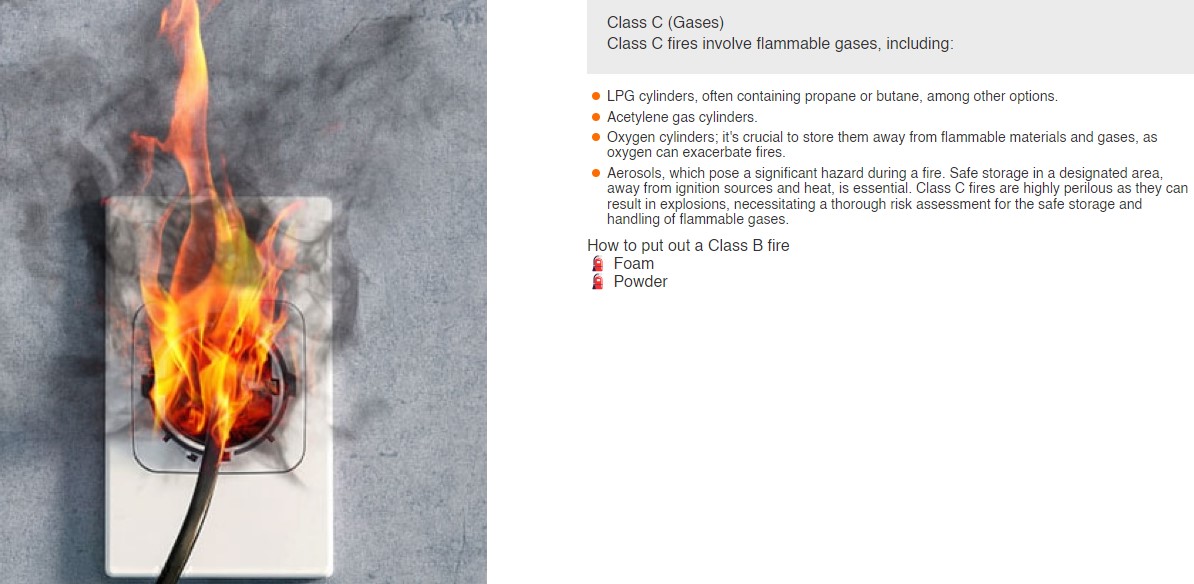 Class C (Gases)
Class C fires involve flammable gases, including:
LPG cylinders, often containing propane or butane, among other options.
Acetylene gas cylinders.
Oxygen cylinders; it's crucial to store them away from flammable materials and gases, as
oxygen can exacerbate fires.
Aerosols, which pose a significant hazard during a fire. Safe storage in a designated area,
away from ignition sources and heat, is essential. Class C fires are highly perilous as they can
result in explosions, necessitating a thorough risk assessment for the safe storage and
handling of flammable gases.
How to put out a Class B fire
Foam
Powder